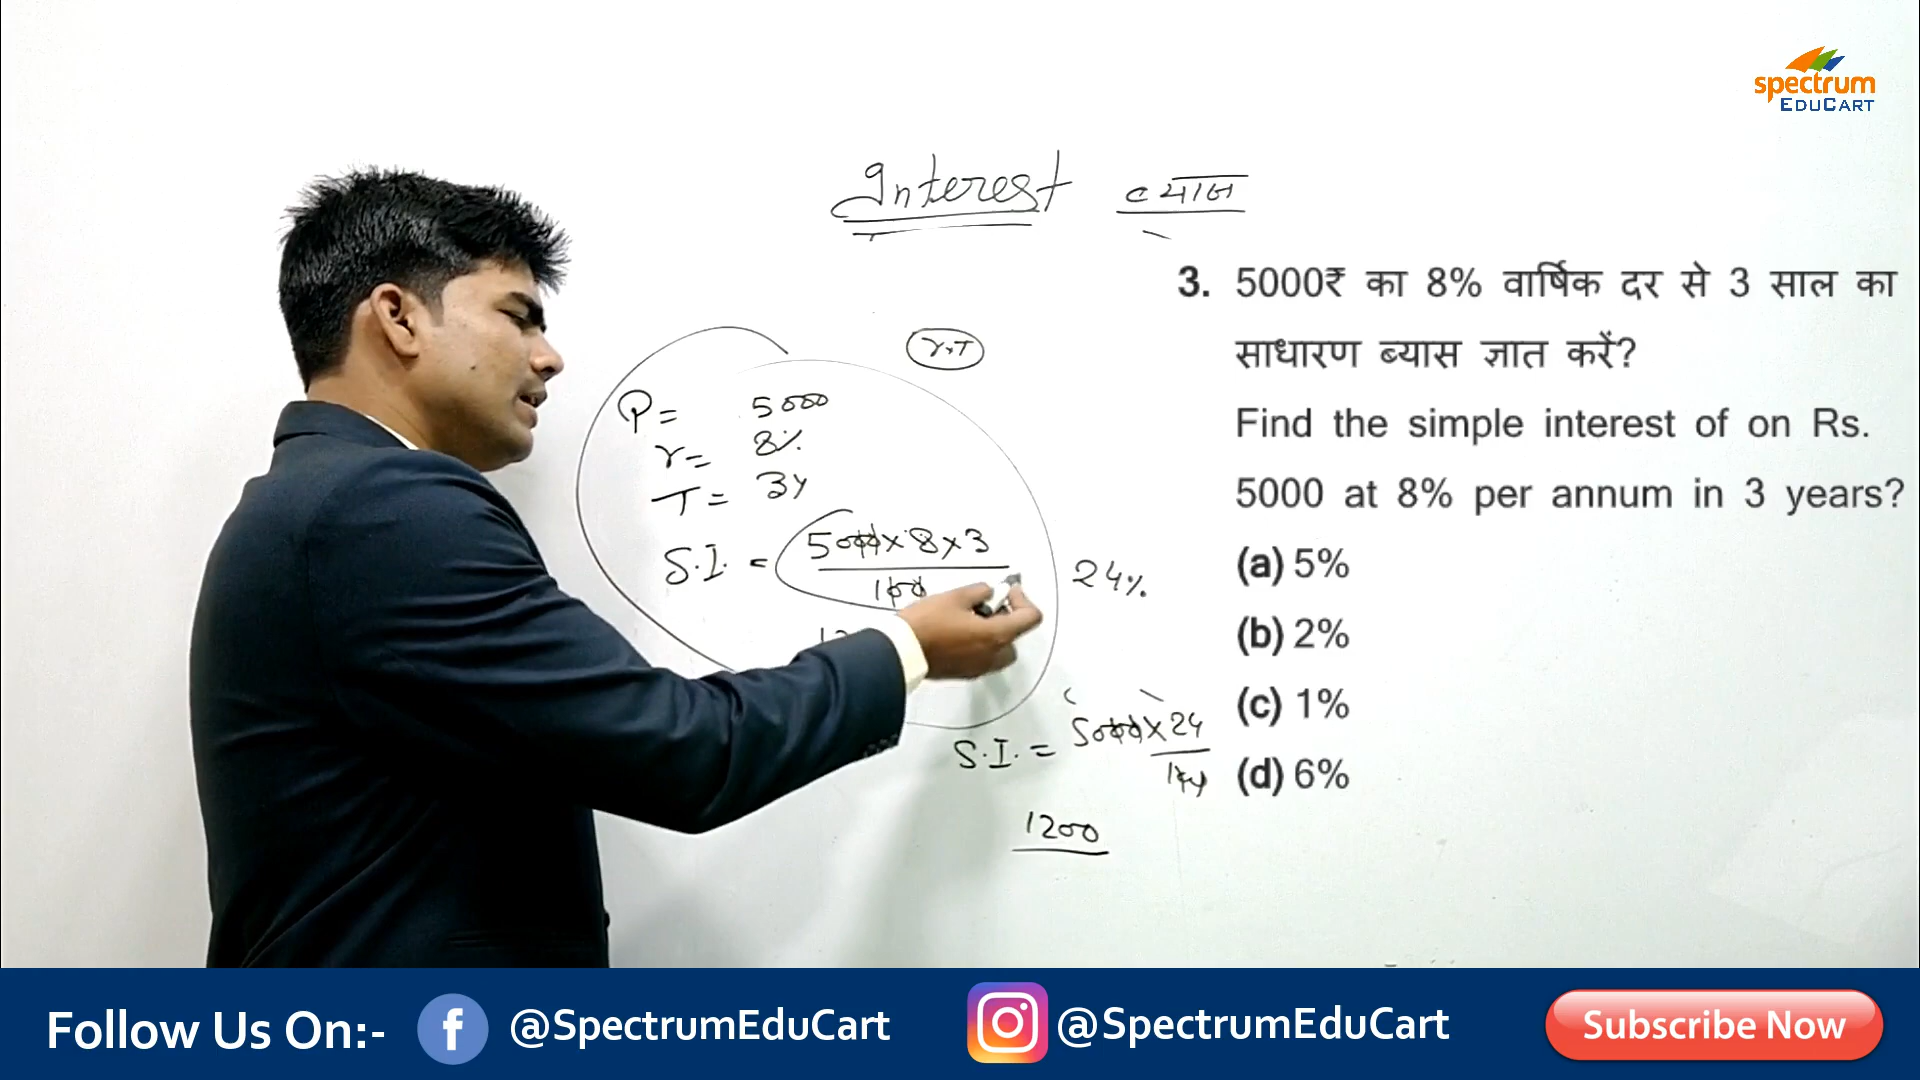 spectrum
EDUCART
Interest ब्याज
3. 5000₹ का 8% वार्षिक दर से 3 साल का
साधारण ब्यास ज्ञात करें?
Find the simple interest of on Rs.
5000 at 8% per annum in 3 years?
(a) 5%
(b) 2%
(c) 1%
(d) 6%
r×T
P = 5000
r = 8%
T = 3y
S.I. = 5000 × 8 × 3
100
24%
S.I. = 5000 × 24
100
1200
Follow Us On:- @SpectrumEduCart @SpectrumEduCart Subscribe Now